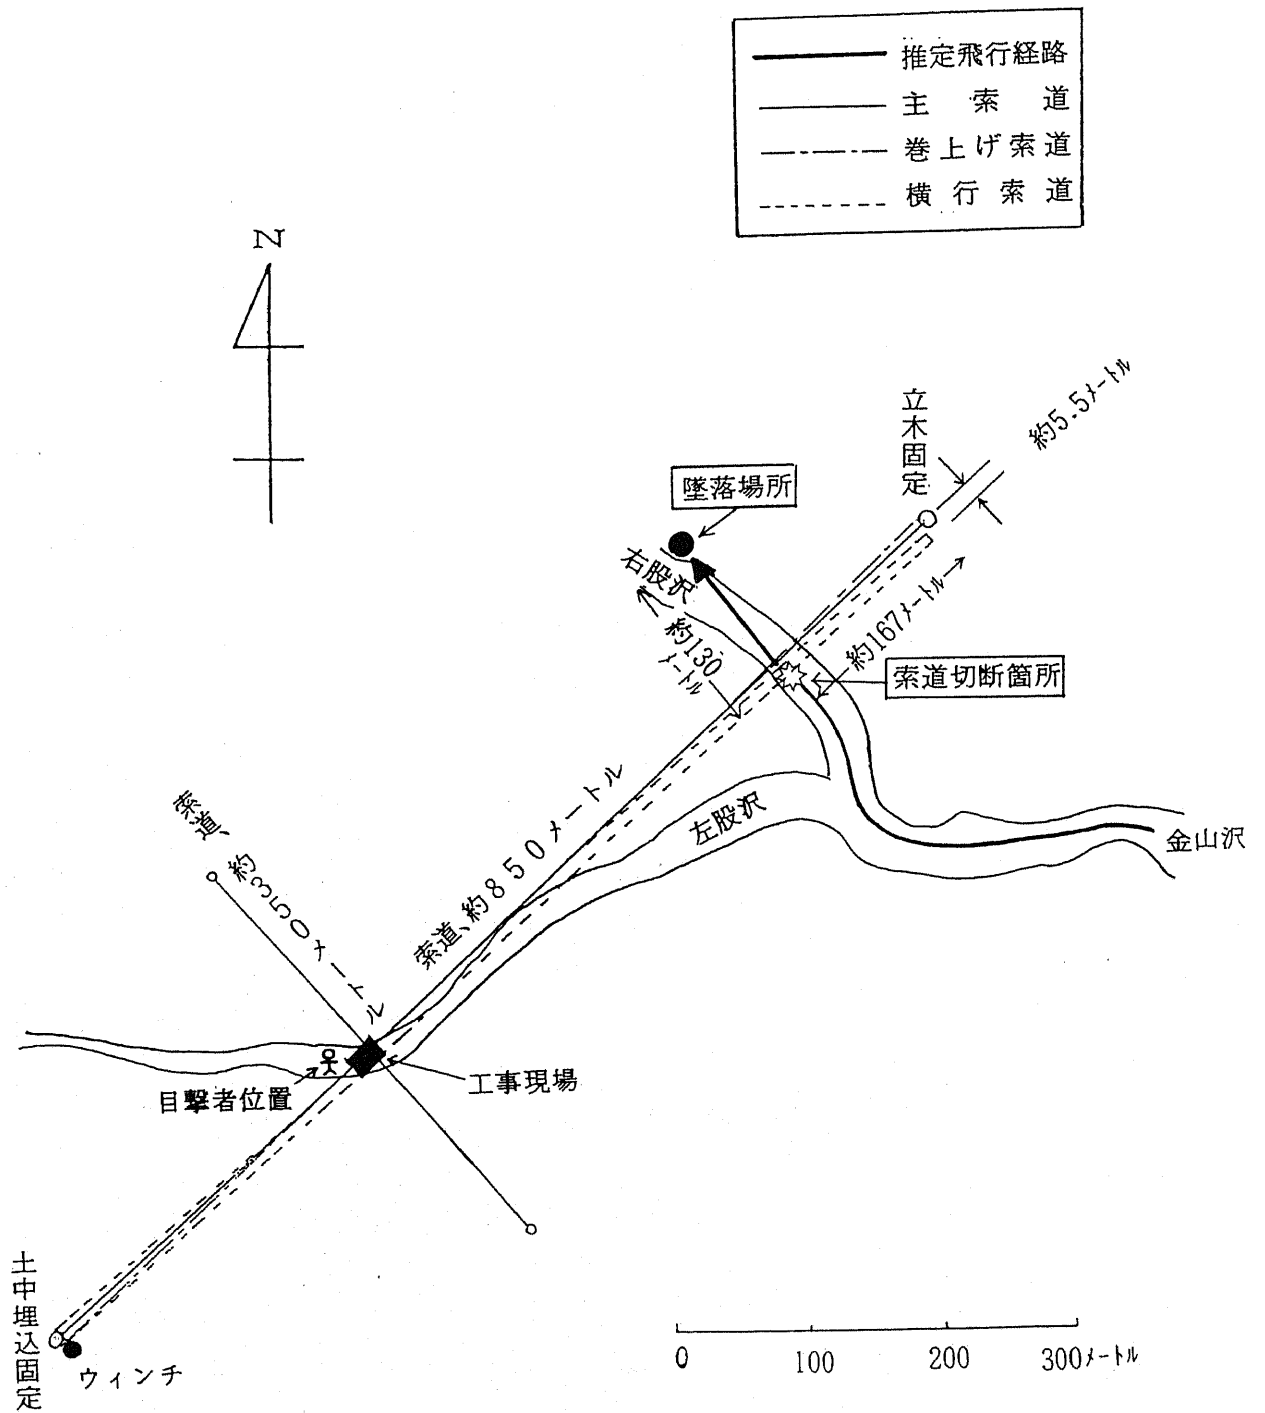 推定飛行経路
主索道
巻上げ索道
横行索道
N
立木固定
約5.5メートル
墜落場所
右股沢
約130
メートル
約167メートル
索道切断箇所
索道、約850メートル
左股沢
金山沢
索道、約350メートル
目撃者位置
工事現場
土中埋込固定
ウィンチ
0 100 200 300メートル